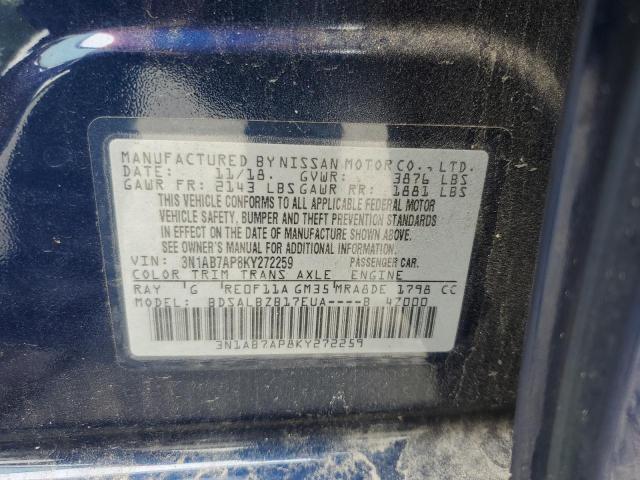 MANUFACTURED BY NISSAN MOTOR CO., LTD.
DATE: 11/18. GVWR: 3876 LBS
GAWR FR: 2143 LBS GAWR RR: 1881 LBS
THIS VEHICLE CONFORMS TO ALL APPLICABLE FEDERAL MOTOR
VEHICLE SAFETY, BUMPER AND THEFT PREVENTION STANDARDS
IN EFFECT ON THE DATE OF MANUFACTURE SHOWN ABOVE.
SEE OWNER'S MANUAL FOR ADDITIONAL INFORMATION.
VIN: 3N1AB7AP8KY272259 PASSENGER CAR.
COLOR TRIM TRANS AXLE ENGINE
RAY G RE0F11A GM35 MRA8DE 1798 CC
MODEL: BDSALBZB17EUA----B 4Z000
3N1AB7AP8KY272259